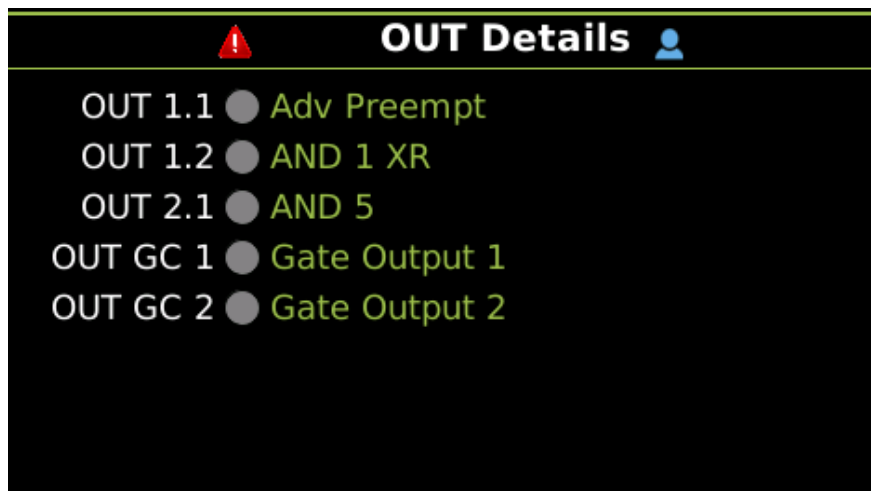 OUT Details
OUT 1.1 Adv Preempt
OUT 1.2 AND 1 XR
OUT 2.1 AND 5
OUT GC 1 Gate Output 1
OUT GC 2 Gate Output 2